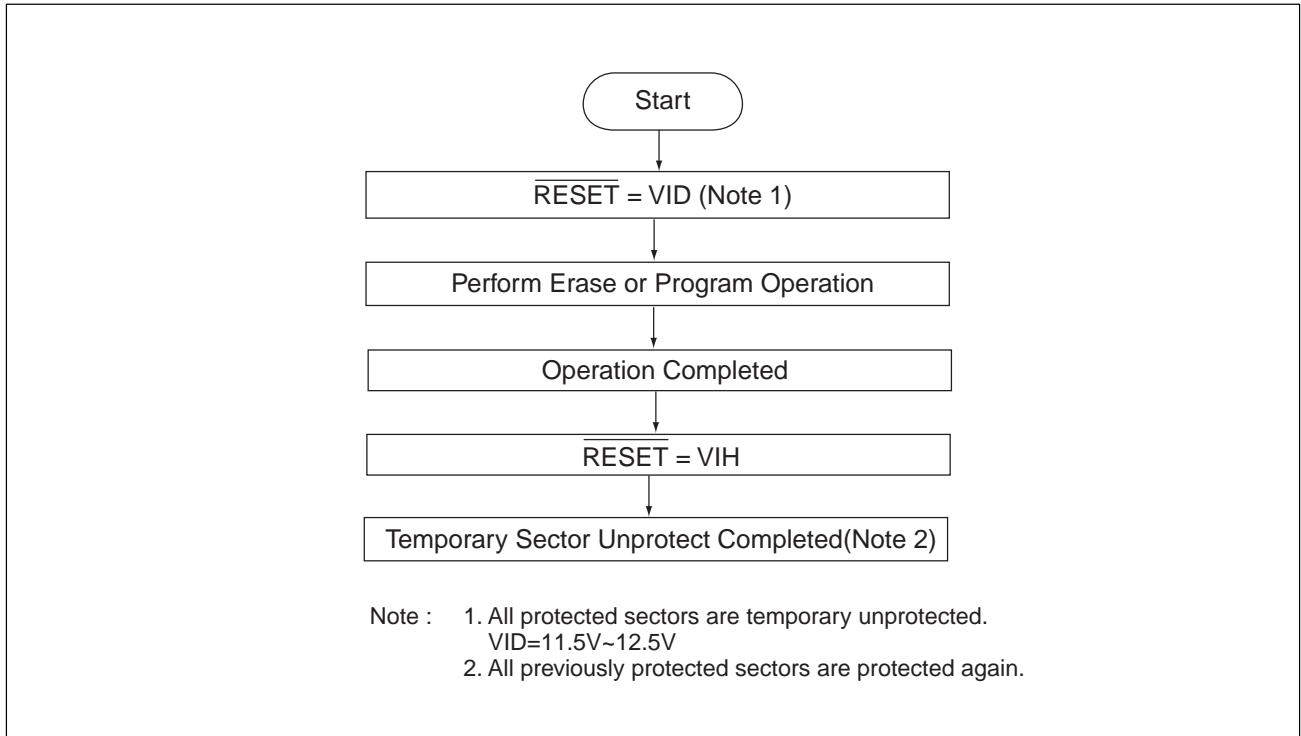 Start
R̅E̅S̅E̅T̅ = VID (Note 1)
Perform Erase or Program Operation
Operation Completed
R̅E̅S̅E̅T̅ = VIH
Temporary Sector Unprotect Completed(Note 2)
Note : 1. All protected sectors are temporary unprotected.
VID=11.5V~12.5V
2. All previously protected sectors are protected again.